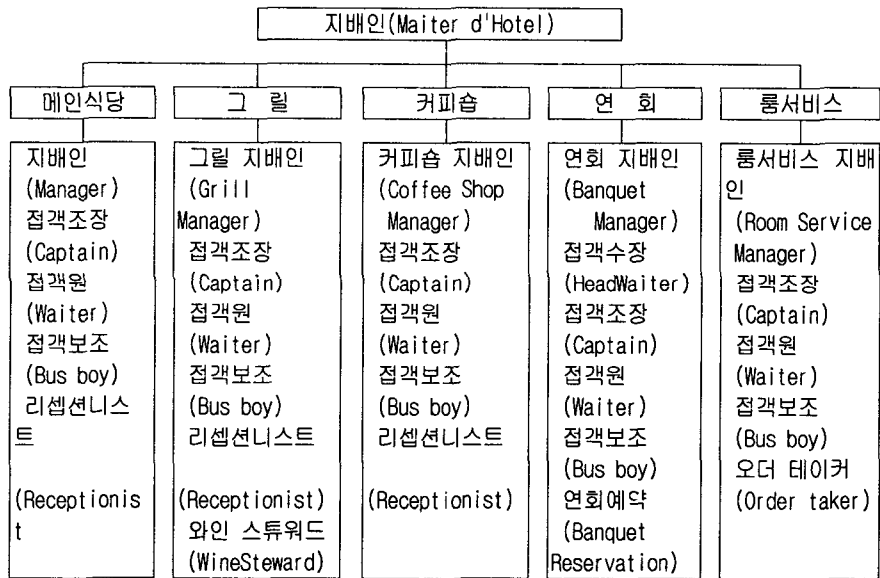 지배인(Maiter d'Hotel)
메인식당
그 릴
커피숍
연 회
룸서비스
지배인
(Manager)
접객조장
(Captain)
접객원
(Waiter)
접객보조
(Bus boy)
리셉션니스
트
(Receptionis
t
그릴 지배인
(Grill
Manager)
접객조장
(Captain)
접객원
(Waiter)
접객보조
(Bus boy)
리셉션니스트
(Receptionist)
와인 스튜워드
(WineSteward)
커피숍 지배인
(Coffee Shop
Manager)
접객조장
(Captain)
접객원
(Waiter)
접객보조
(Bus boy)
리셉션니스트
(Receptionist)
연회 지배인
(Banquet
Manager)
접객수장
(HeadWaiter)
접객조장
(Captain)
접객원
(Waiter)
접객보조
(Bus boy)
연회예약
(Banquet
Reservation)
룸서비스 지배
인
(Room Service
Manager)
접객조장
(Captain)
접객원
(Waiter)
접객보조
(Bus boy)
오더 테이커
(Order taker)